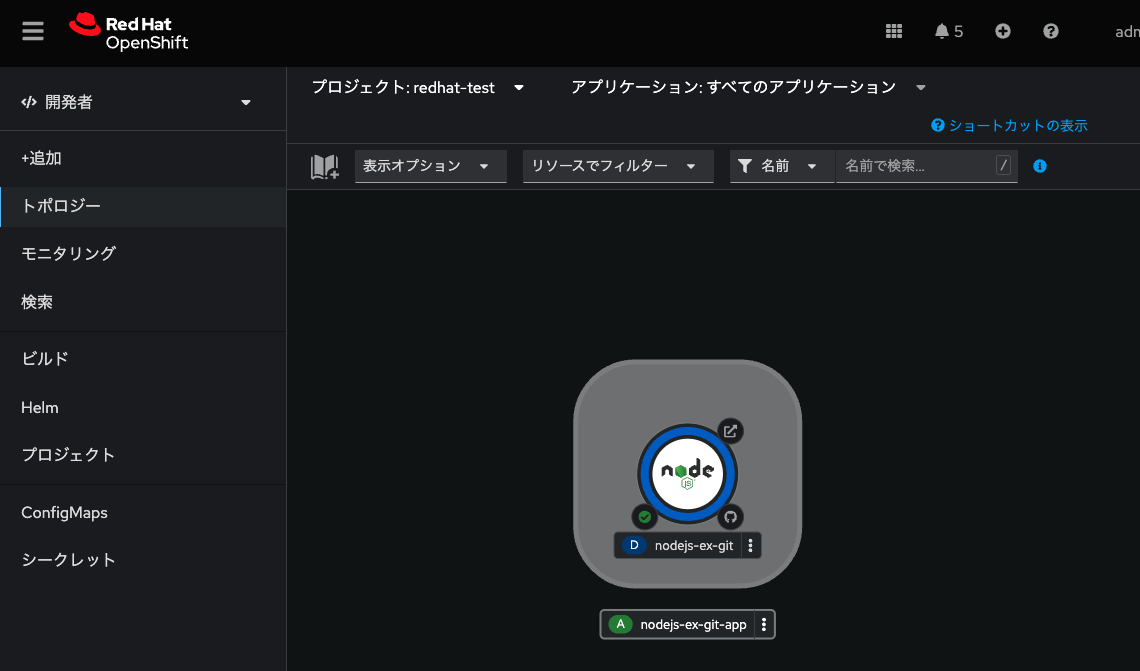 Red Hat
OpenShift
5
adn
開発者
プロジェクト: redhat-test
アプリケーション: すべてのアプリケーション
ショートカットの表示
+追加
トポロジー
モニタリング
検索
ビルド
Helm
プロジェクト
ConfigMaps
シークレット
表示オプション
リソースでフィルター
名前
名前で検索...
/
node
JS
D nodejs-ex-git
A nodejs-ex-git-app